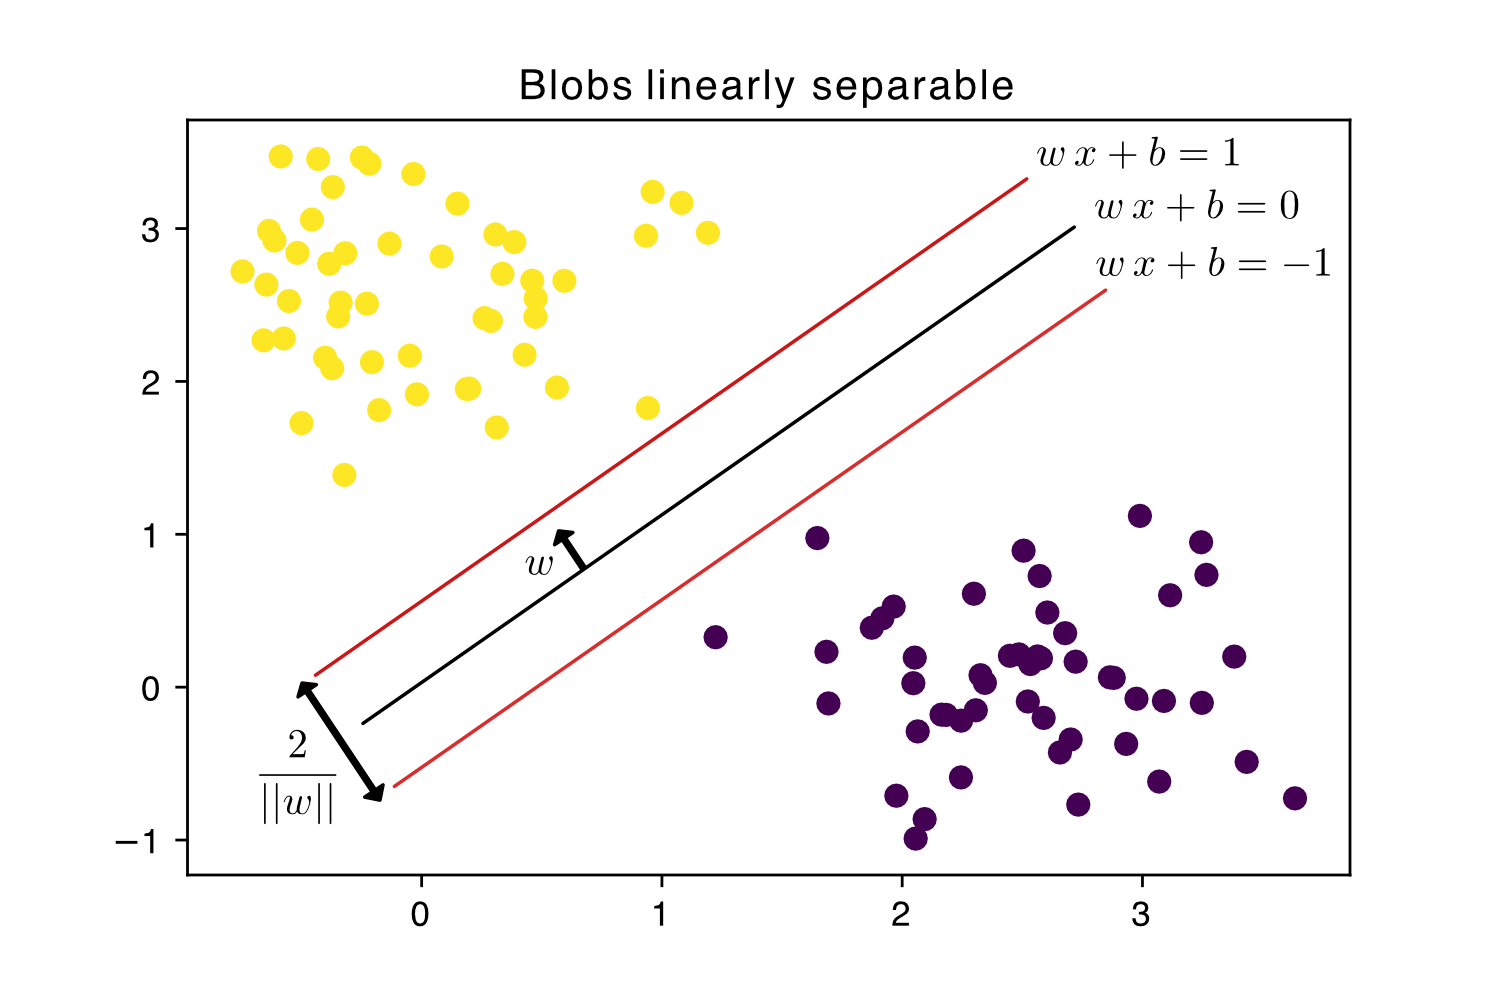 Blobs linearly separable
w x + b = 1
w x + b = 0
w x + b = −1
3
2
1
0
−1
w
2
||w||
0 1 2 3